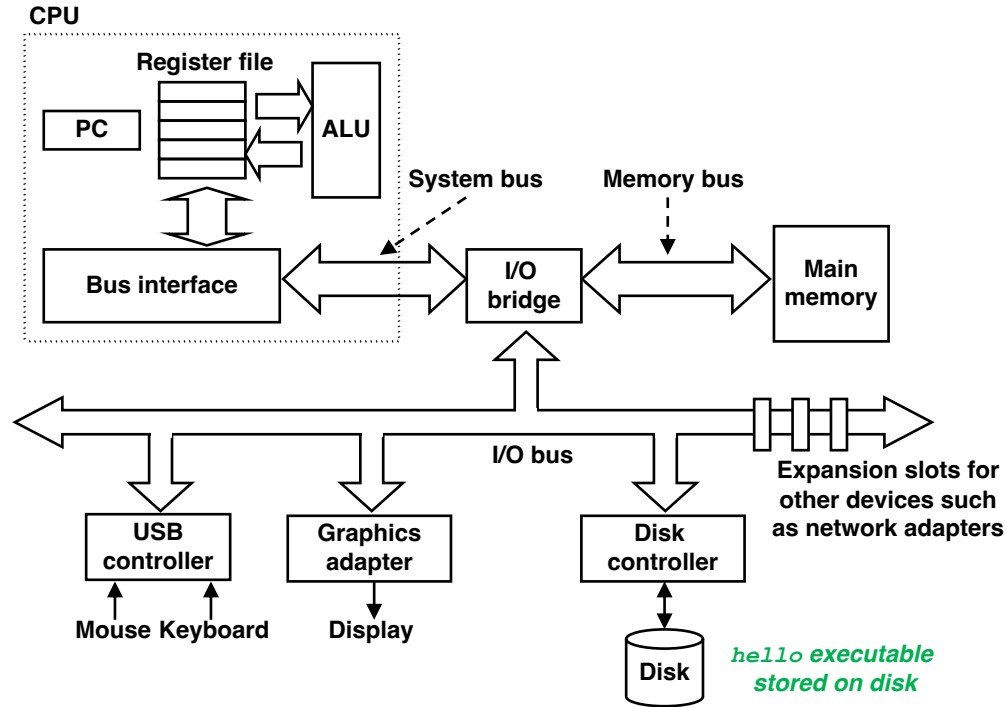 CPU
Register file
PC
ALU
System bus
Memory bus
Bus interface
I/O
bridge
Main
memory
I/O bus
Expansion slots for
other devices such
as network adapters
USB
controller
Graphics
adapter
Disk
controller
Mouse
Keyboard
Display
Disk
hello executable
stored on disk